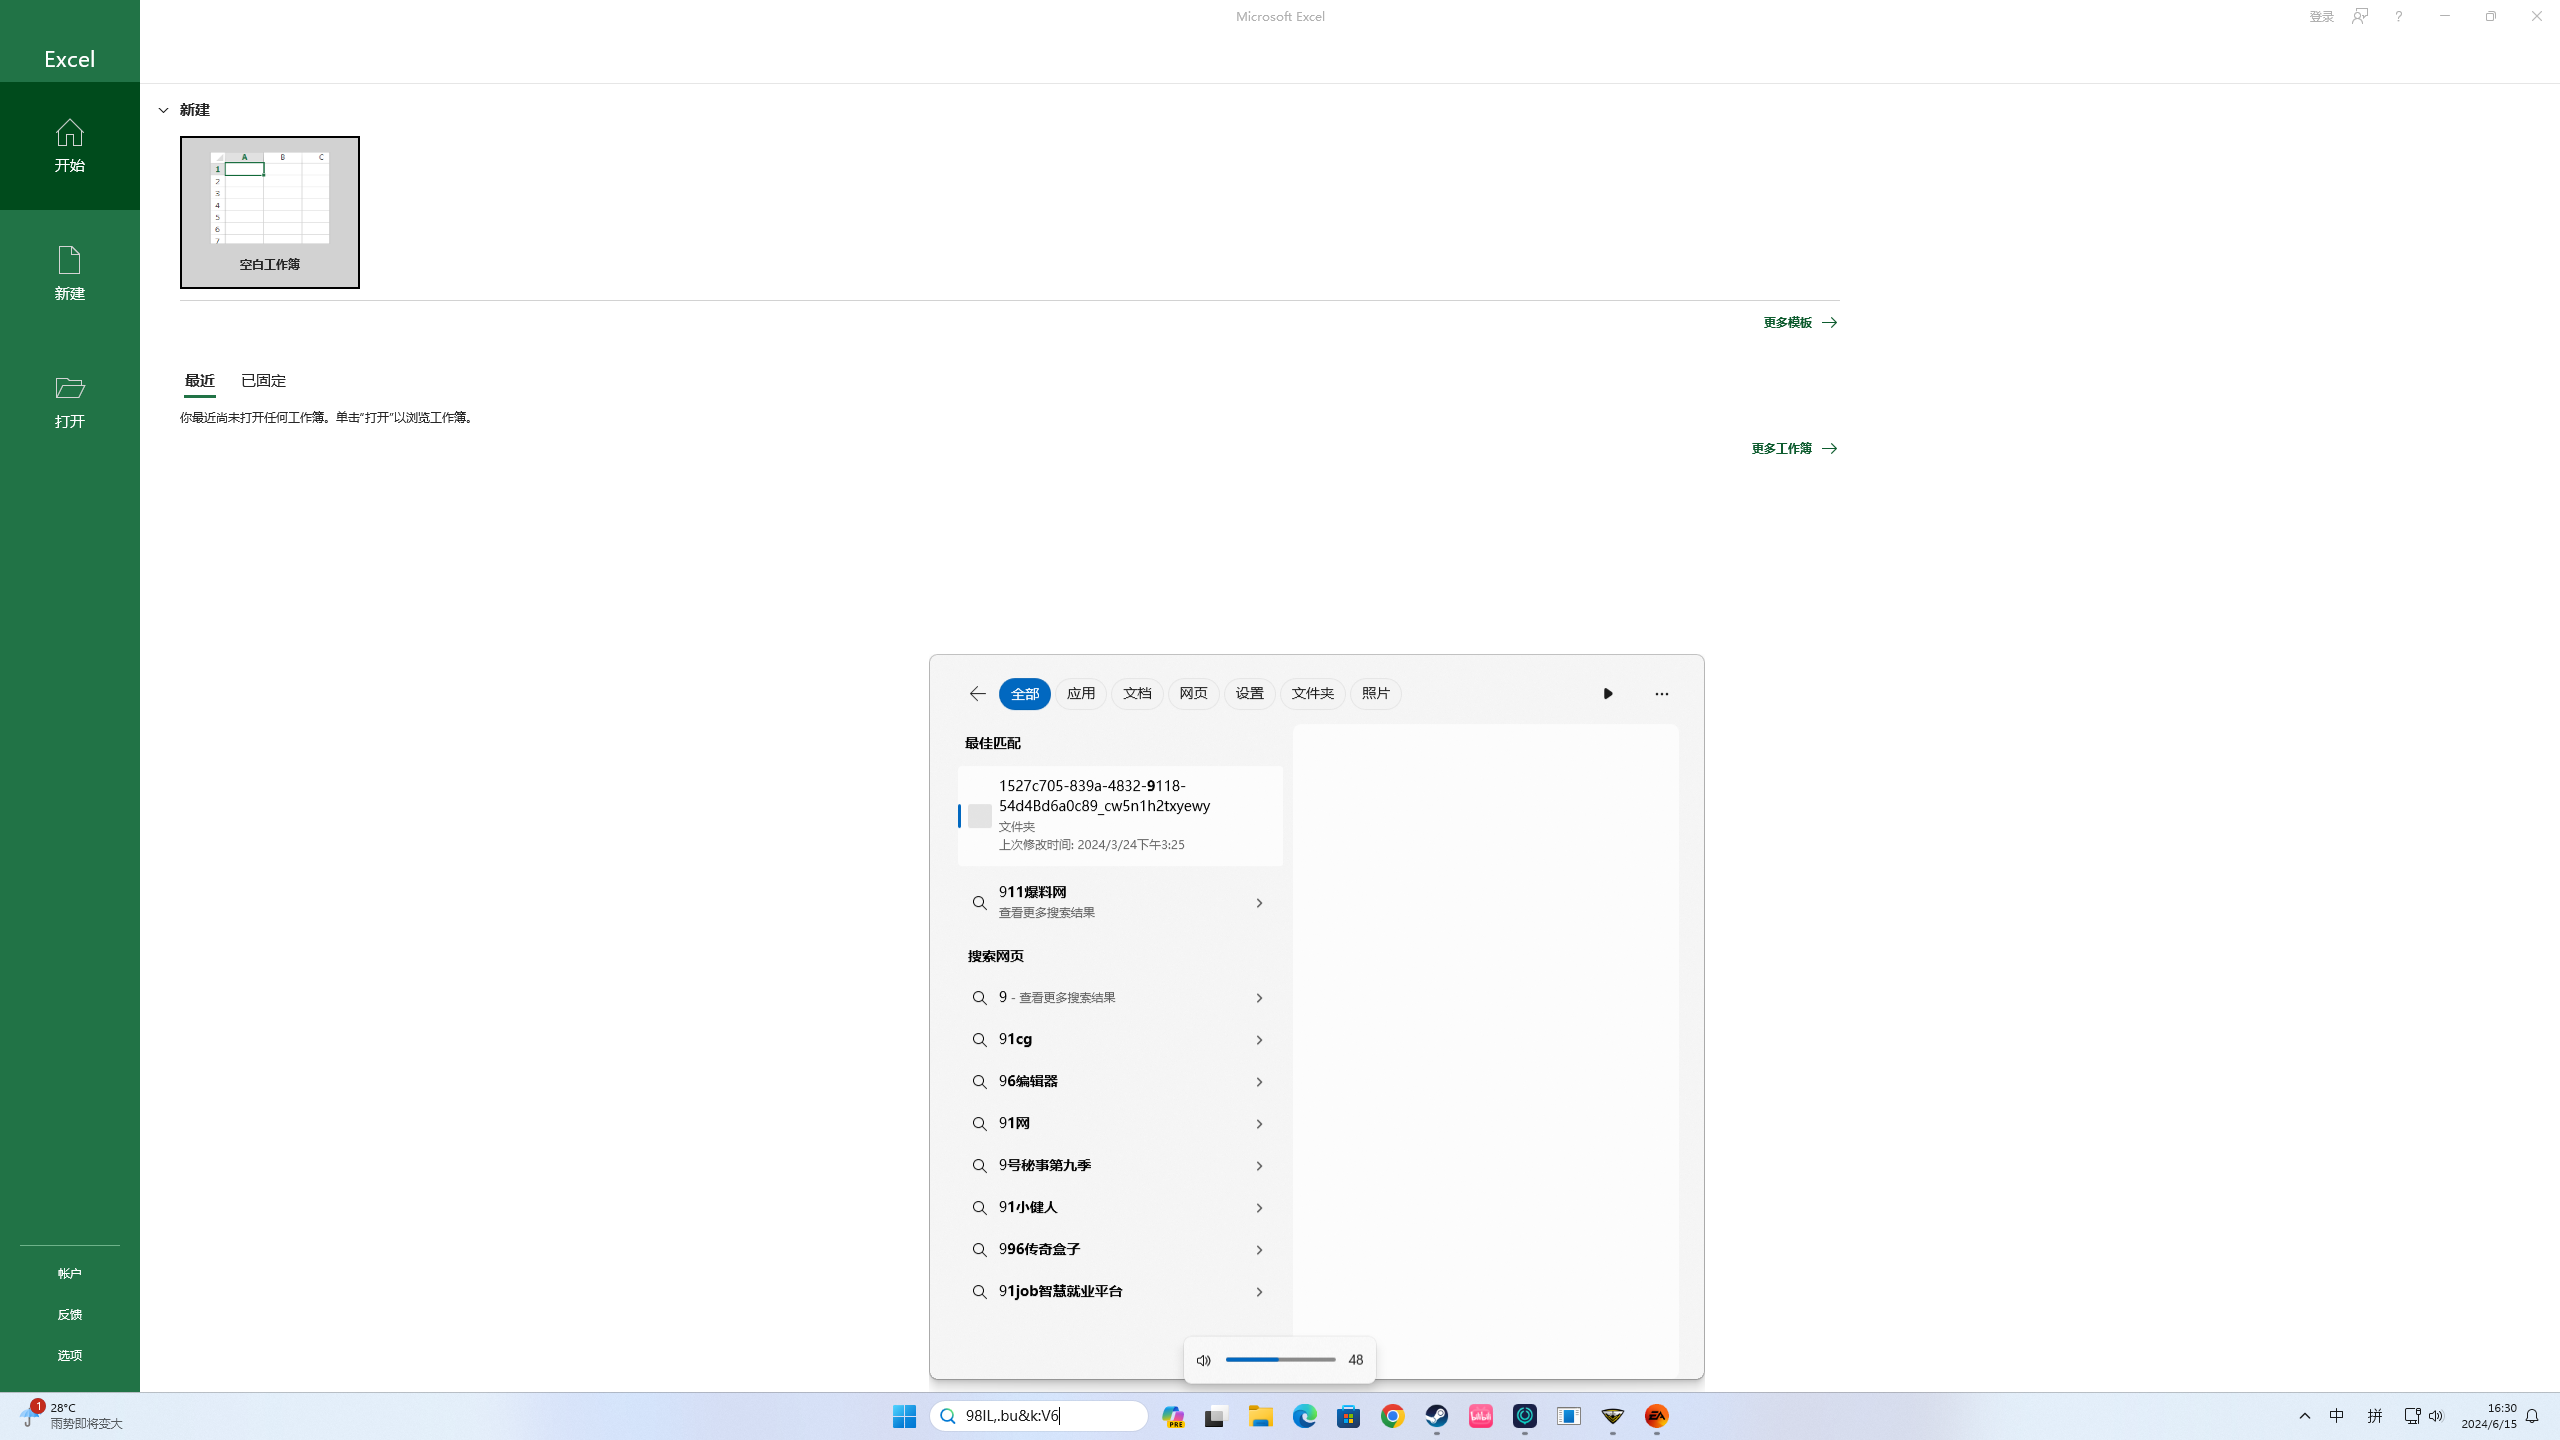 Microsoft Excel
登录
Excel
开始
新建
打开
帐户
反馈
选项
新建
A B C
1
2
3
4
5
6
7
空白工作簿
更多模板
最近 已固定
你最近尚未打开任何工作簿。单击"打开"以浏览工作簿。
更多工作簿
全部 应用 文档 网页 设置 文件夹 照片
最佳匹配
1527c705-839a-4832-9118-
54d4Bd6a0c89_cw5n1h2txyewy
文件夹
上次修改时间: 2024/3/24下午3:25
911爆料网
查看更多搜索结果
搜索网页
9 - 查看更多搜索结果
91cg
96编辑器
91网
9号秘事第九季
91小健人
996传奇盒子
91job智慧就业平台
48
1
28°C
雨势即将变大
98IL,.bu&k:V6
PRE
EA
中
拼
16:30
2024/6/15